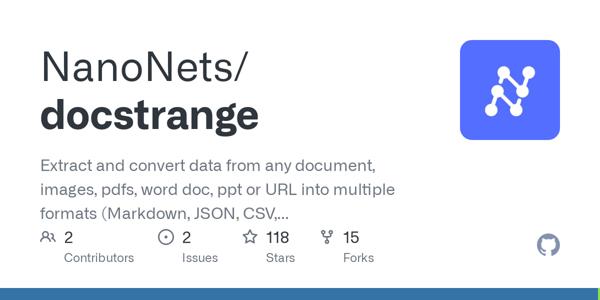 NanoNets/
docstrange
Extract and convert data from any document,
images, pdfs, word doc, ppt or URL into multiple
formats (Markdown, JSON, CSV,...
2 2 118 15
Contributors Issues Stars Forks